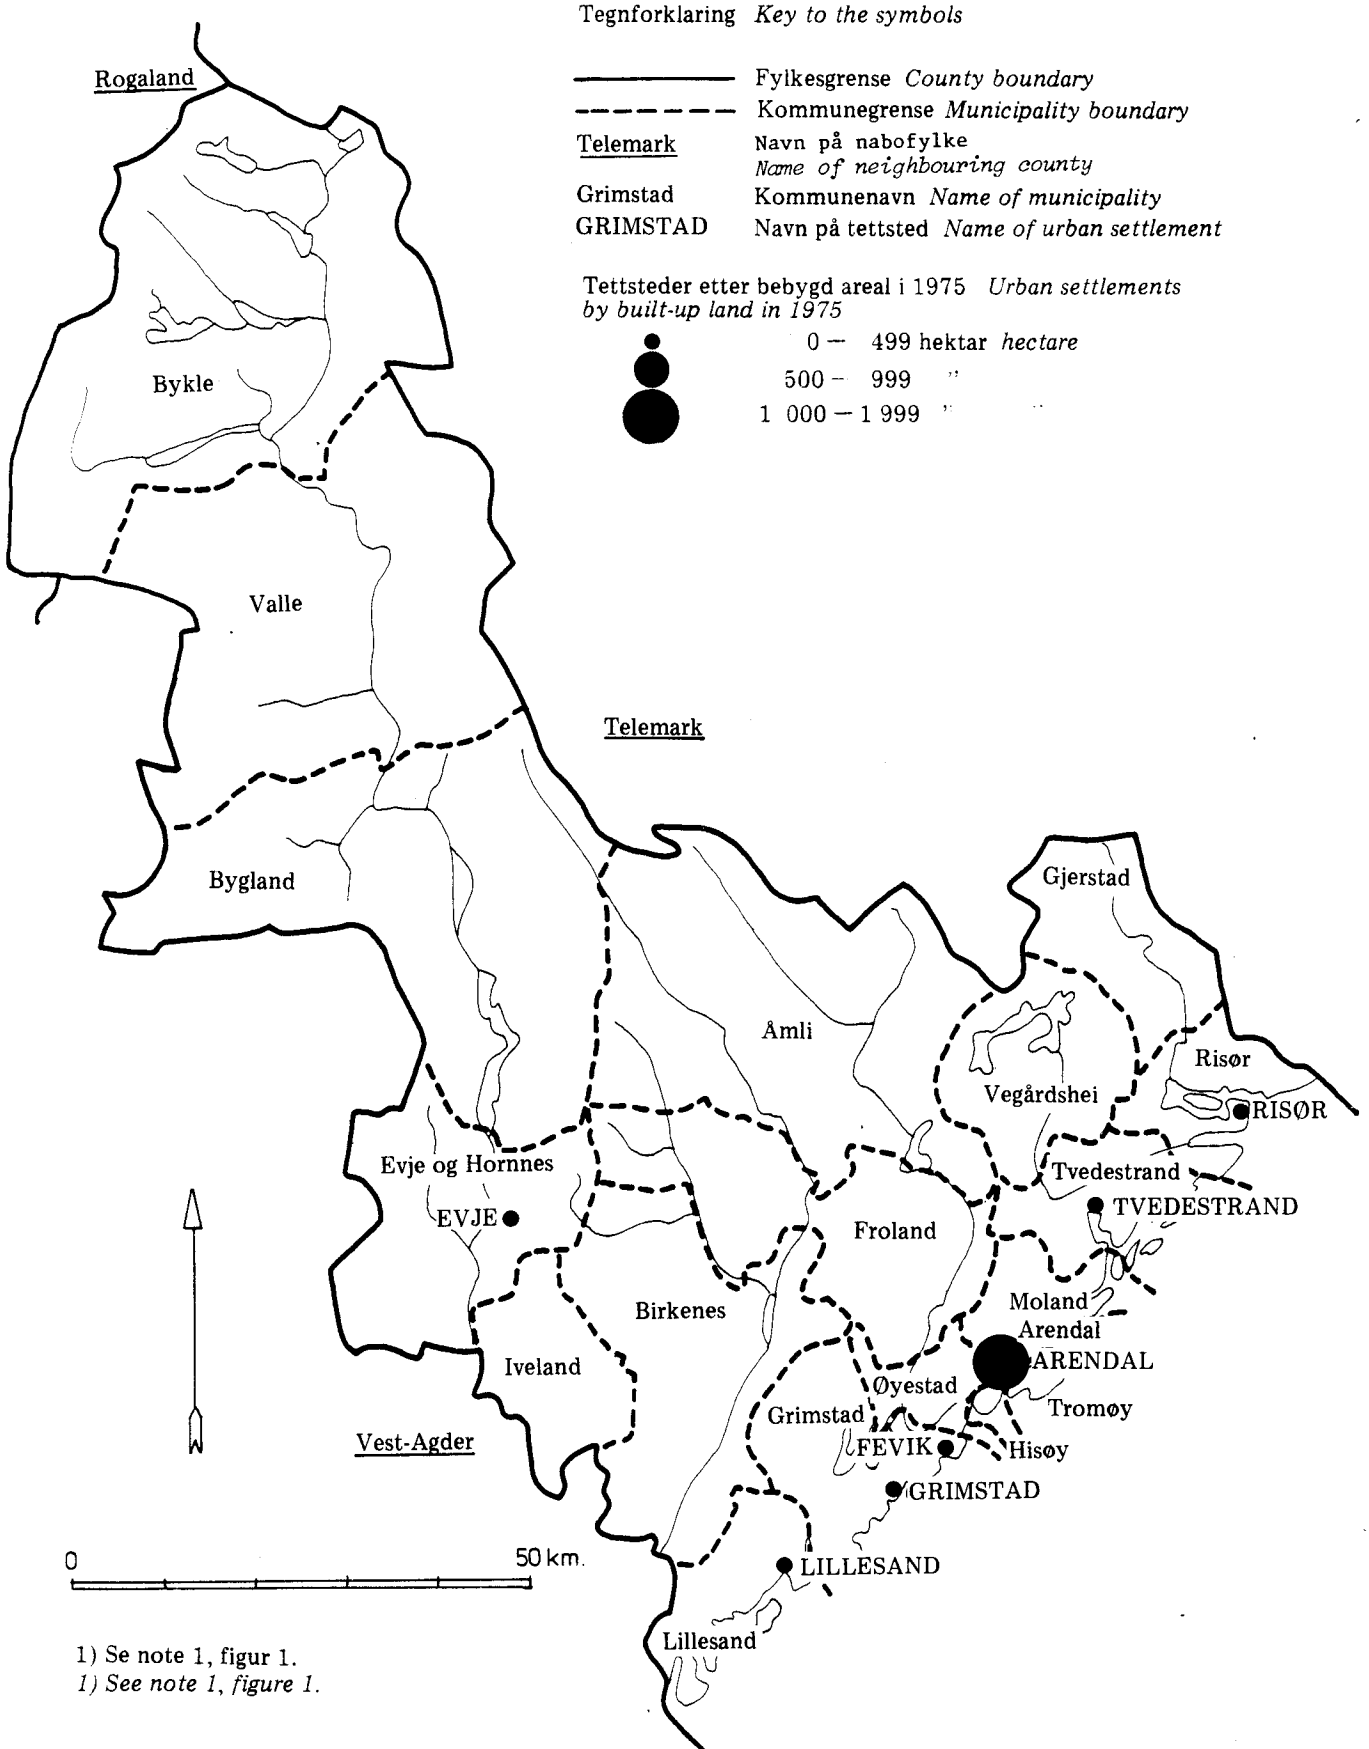 Tegnforklaring Key to the symbols
Rogaland
Fylkesgrense County boundary
Kommunegrense Municipality boundary
Telemark Navn på nabofylke
Name of neighbouring county
Grimstad Kommunenavn Name of municipality
GRIMSTAD Navn på tettsted Name of urban settlement
Tettsteder etter bebygd areal i 1975 Urban settlements
by built-up land in 1975
0 — 499 hektar hectare
500 – 999 "
1 000 — 1 999 " "
Bykle
Valle
Telemark
Bygland
Gjerstad
Åmli
Risør
Vegårdshei
RISØR
Evje og Hornnes
Tvedestrand
EVJE
TVEDESTRAND
Froland
Birkenes
Moland
Arendal
Iveland
ARENDAL
Øyestad
Grimstad
Tromøy
Vest-Agder
FEVIK
Hisøy
GRIMSTAD
0 50 km.
LILLESAND
Lillesand
1) Se note 1, figur 1.
1) See note 1, figure 1.